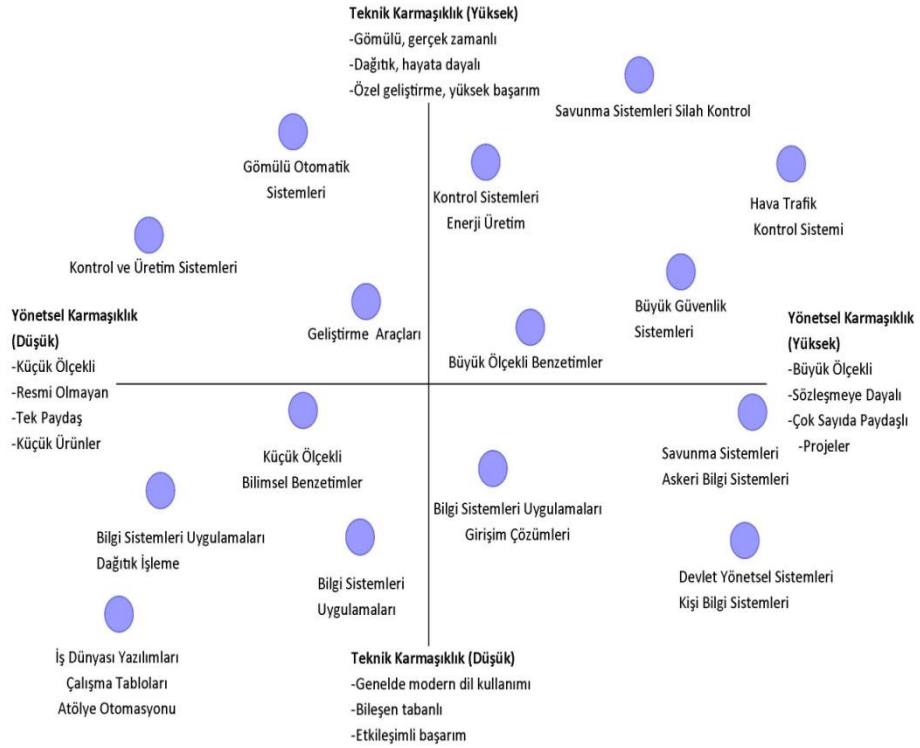 Teknik Karmaşıklık (Yüksek)
-Gömülü, gerçek zamanlı
-Dağıtık, hayata dayalı
-Özel geliştirme, yüksek başarım
Savunma Sistemleri Silah Kontrol
Gömülü Otomatik
Sistemleri
Kontrol Sistemleri
Enerji Üretim
Hava Trafik
Kontrol Sistemi
Kontrol ve Üretim Sistemleri
Geliştirme Araçları
Büyük Ölçekli Benzetimler
Büyük Güvenlik
Sistemleri
Yönetsel Karmaşıklık
(Düşük)
-Küçük Ölçekli
-Resmi Olmayan
-Tek Paydaş
-Küçük Ürünler
Yönetsel Karmaşıklık
(Yüksek)
-Büyük Ölçekli
-Sözleşmeye Dayalı
-Çok Sayıda Paydaşlı
-Projeler
Küçük Ölçekli
Bilimsel Benzetimler
Savunma Sistemleri
Askeri Bilgi Sistemleri
Bilgi Sistemleri Uygulamaları
Girişim Çözümleri
Bilgi Sistemleri Uygulamaları
Dağıtık İşleme
Bilgi Sistemleri
Uygulamaları
Devlet Yönetsel Sistemleri
Kişi Bilgi Sistemleri
İş Dünyası Yazılımları
Çalışma Tabloları
Atölye Otomasyonu
Teknik Karmaşıklık (Düşük)
-Genelde modern dil kullanımı
-Bileşen tabanlı
-Etkileşimli başarım